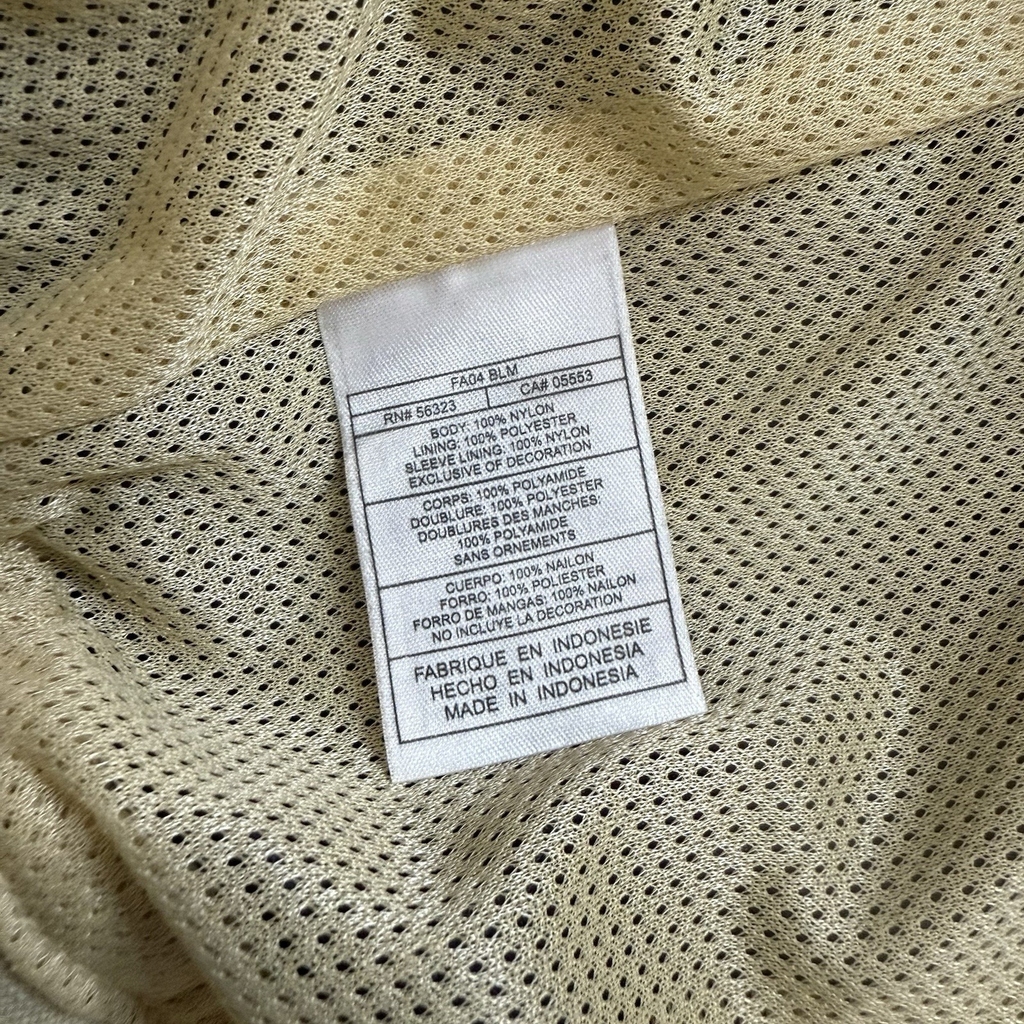 FA04 BLM
RN# 56323 CA# 05553
BODY: 100% NYLON
LINING: 100% POLYESTER
SLEEVE LINING: 100% NYLON
EXCLUSIVE OF DECORATION
CORPS: 100% POLYAMIDE
DOUBLURE: 100% POLYESTER
DOUBLURES DES MANCHES:
100% POLYAMIDE
SANS ORNEMENTS
CUERPO: 100% NAILON
FORRO: 100% POLIESTER
FORRO DE MANGAS: 100% NAILON
NO INCLUYE LA DECORATION
FABRIQUE EN INDONESIE
HECHO EN INDONESIA
MADE IN INDONESIA